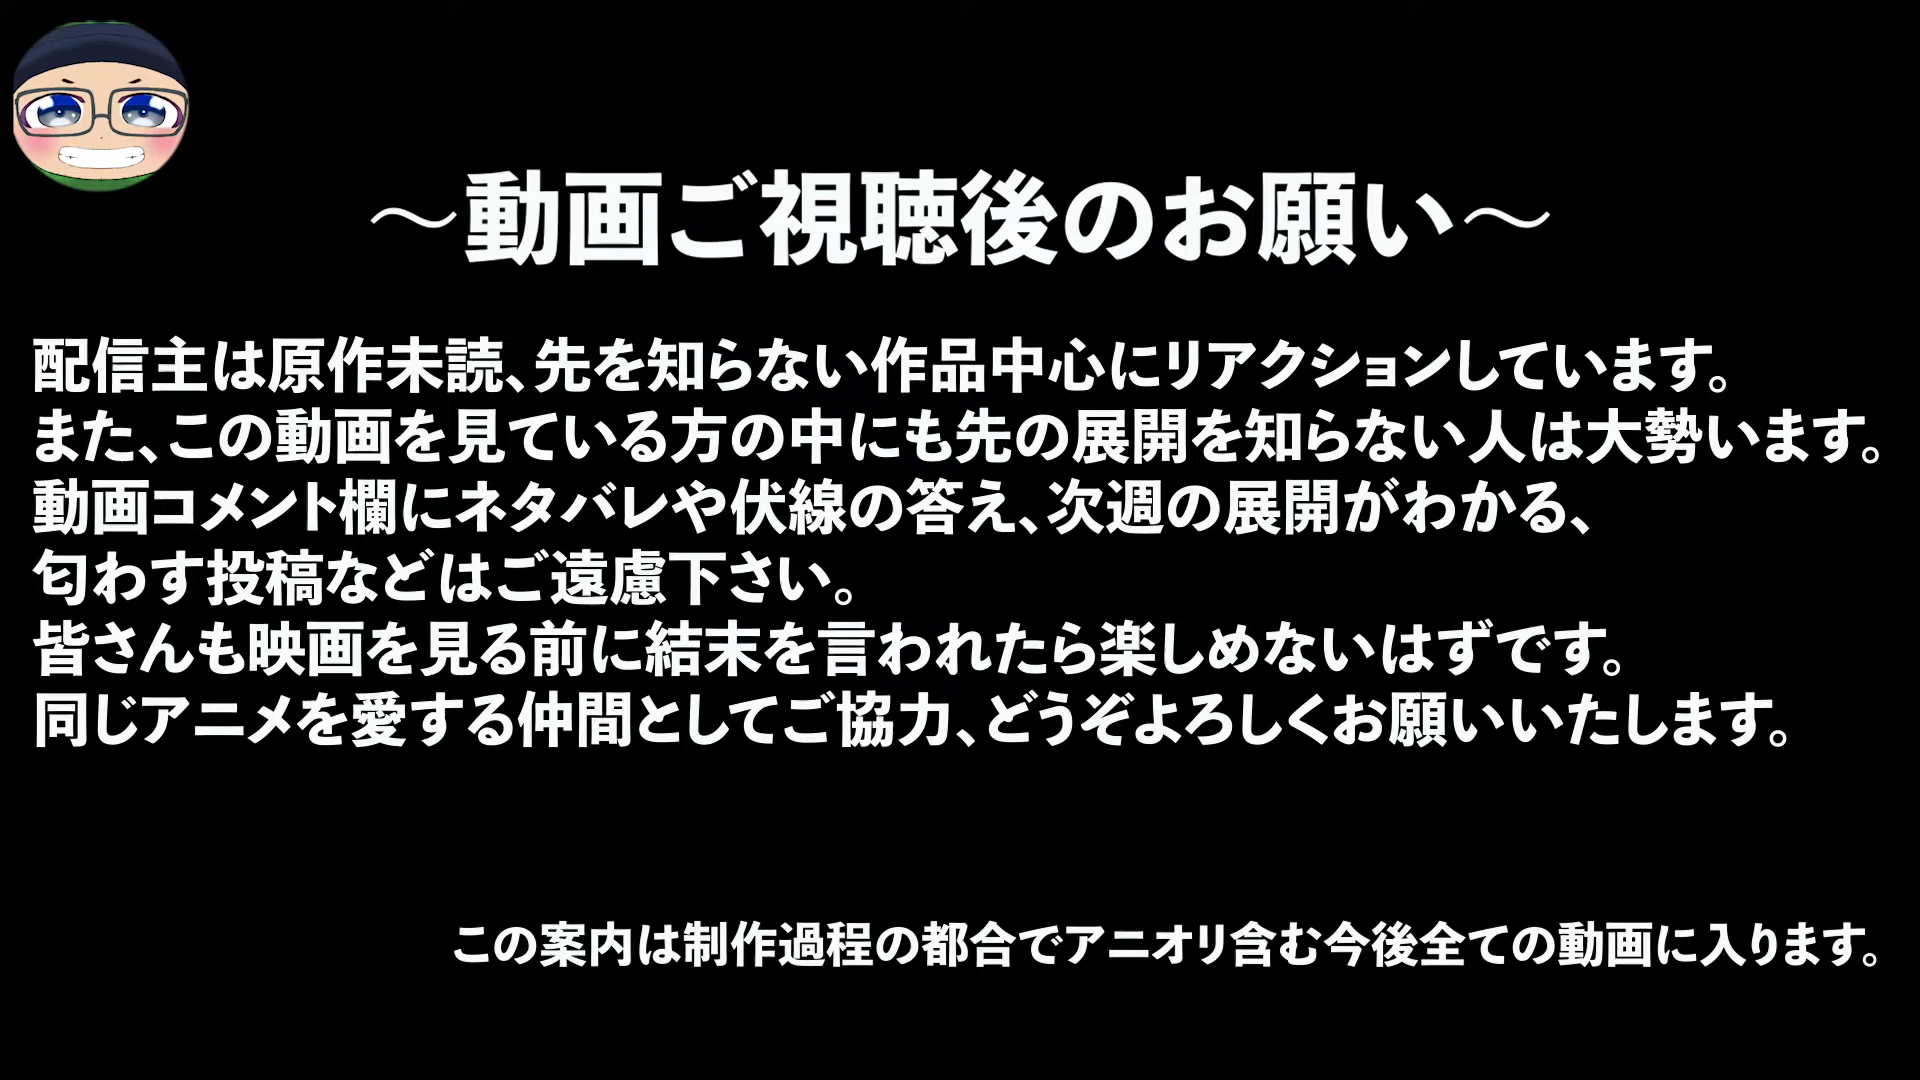 ～動画ご視聴後のお願い～
配信主は原作未読、先を知らない作品中心にリアクションしています。
また、この動画を見ている方の中にも先の展開を知らない人は大勢います。
動画コメント欄にネタバレや伏線の答え、次週の展開がわかる、
匂わす投稿などはご遠慮下さい。
皆さんも映画を見る前に結末を言われたら楽しめないはずです。
同じアニメを愛する仲間としてご協力、どうぞよろしくお願いいたします。
この案内は制作過程の都合でアニオリ含む今後全ての動画に入ります。